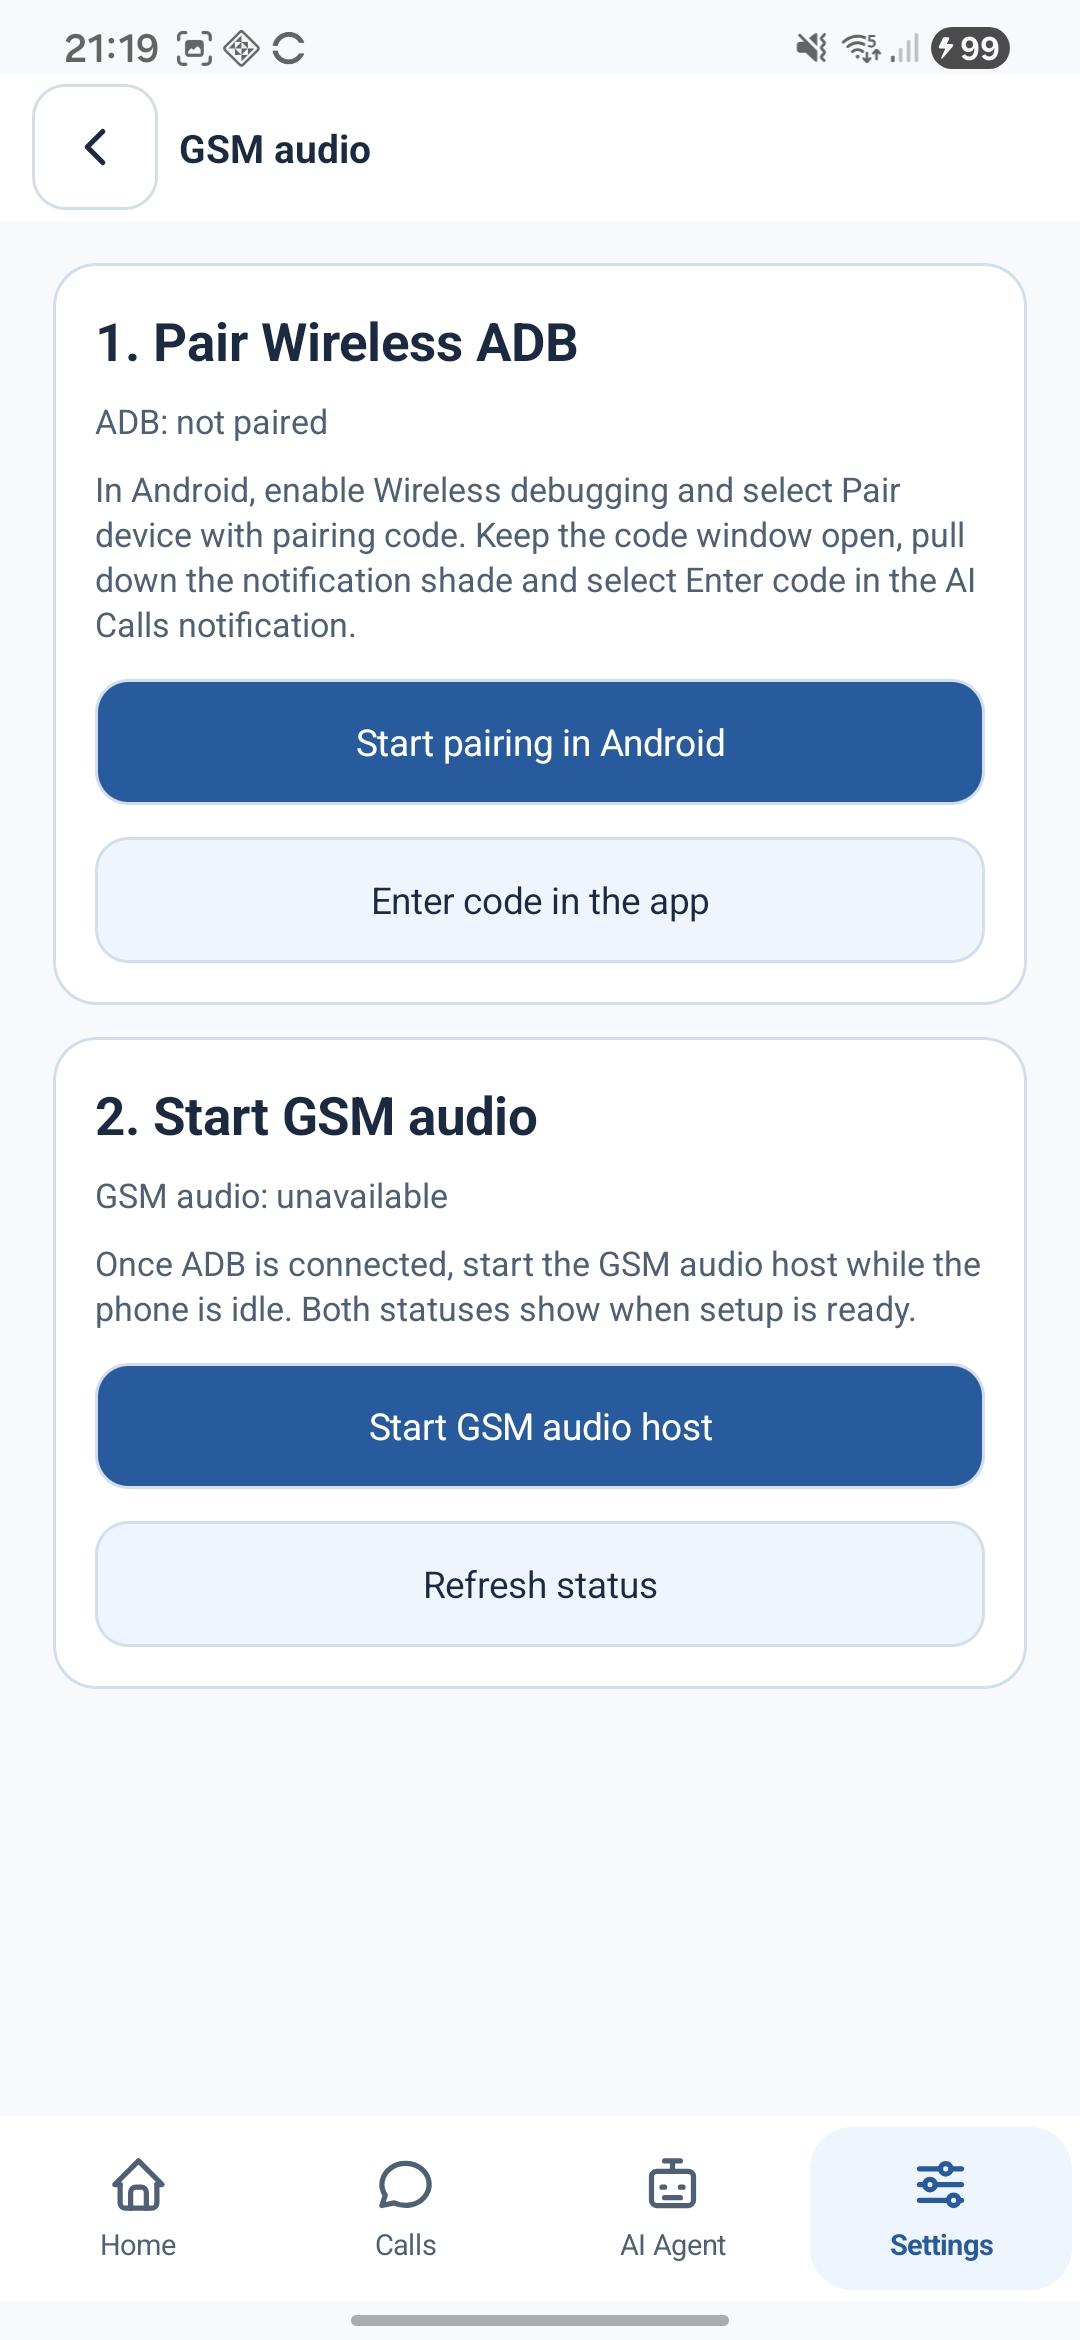 21:19
5
99
GSM audio
1. Pair Wireless ADB
ADB: not paired
In Android, enable Wireless debugging and select Pair
device with pairing code. Keep the code window open, pull
down the notification shade and select Enter code in the AI
Calls notification.
Start pairing in Android
Enter code in the app
2. Start GSM audio
GSM audio: unavailable
Once ADB is connected, start the GSM audio host while the
phone is idle. Both statuses show when setup is ready.
Start GSM audio host
Refresh status
Home
Calls
AI Agent
Settings